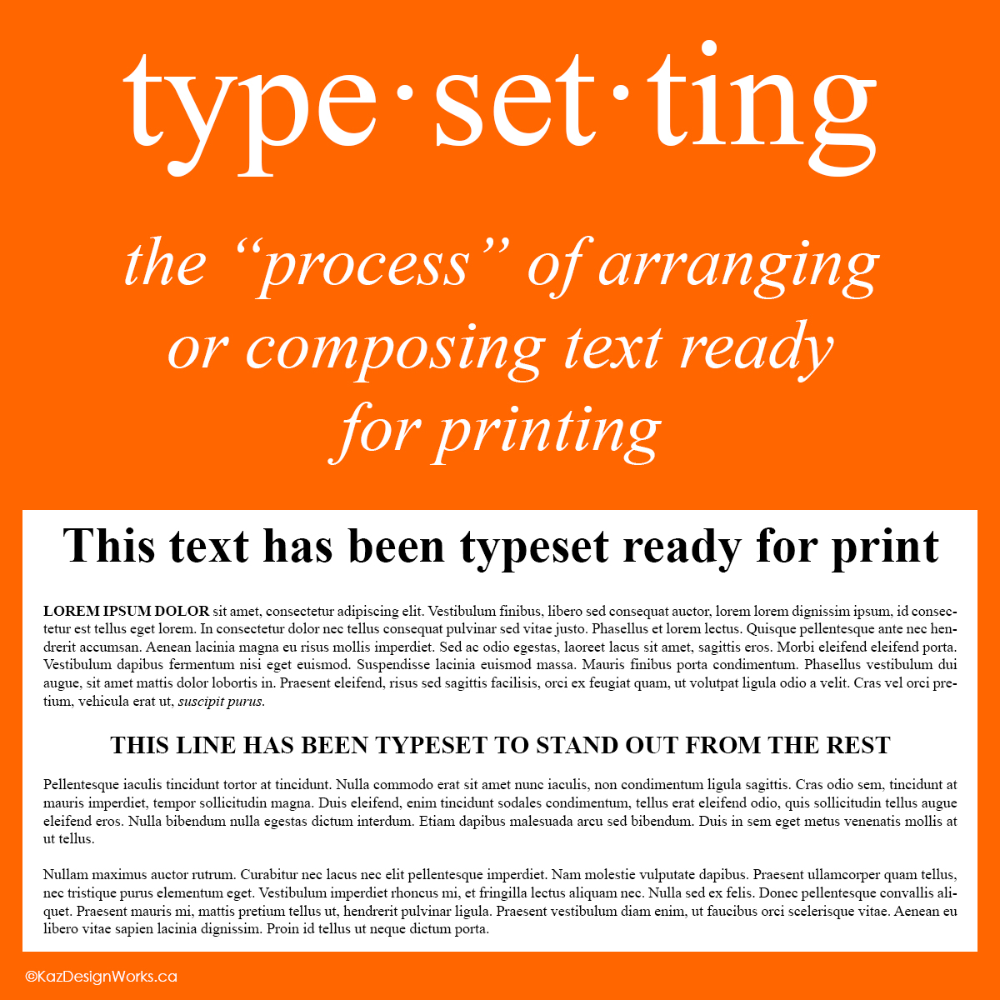 type·set·ting
the “process” of arranging
or composing text ready
for printing
This text has been typeset ready for print
LOREM IPSUM DOLOR sit amet, consectetur adipiscing elit. Vestibulum finibus, libero sed consequat auctor, lorem lorem dignissim ipsum, id consec-
tetur est tellus eget lorem. In consectetur dolor nec tellus consequat pulvinar sed vitae justo. Phasellus et lorem lectus. Quisque pellentesque ante nec hen-
drerit accumsan. Aenean lacinia magna eu risus mollis imperdiet. Sed ac odio egestas, laoreet lacus sit amet, sagittis eros. Morbi eleifend eleifend porta.
Vestibulum dapibus fermentum nisi eget euismod. Suspendisse lacinia euismod massa. Mauris finibus porta condimentum. Phasellus vestibulum dui
augue, sit amet mattis dolor lobortis in. Praesent eleifend, risus sed sagittis facilisis, orci ex feugiat quam, ut volutpat ligula odio a velit. Cras vel orci pre-
tium, vehicula erat ut, suscipit purus.
THIS LINE HAS BEEN TYPESET TO STAND OUT FROM THE REST
Pellentesque iaculis tincidunt tortor at tincidunt. Nulla commodo erat sit amet nunc iaculis, non condimentum ligula sagittis. Cras odio sem, tincidunt at
mauris imperdiet, tempor sollicitudin magna. Duis eleifend, enim tincidunt sodales condimentum, tellus erat eleifend odio, quis sollicitudin tellus augue
eleifend eros. Nulla bibendum nulla egestas dictum interdum. Etiam dapibus malesuada arcu sed bibendum. Duis in sem eget metus venenatis mollis at
ut tellus.
Nullam maximus auctor rutrum. Curabitur nec lacus nec elit pellentesque imperdiet. Nam molestie vulputate dapibus. Praesent ullamcorper quam tellus,
nec tristique purus elementum eget. Vestibulum imperdiet rhoncus mi, et fringilla lectus aliquam nec. Nulla sed ex felis. Donec pellentesque convallis ali-
quet. Praesent mauris mi, mattis pretium tellus ut, hendrerit pulvinar ligula. Praesent vestibulum diam enim, ut faucibus orci scelerisque vitae. Aenean eu
libero vitae sapien lacinia dignissim. Proin id tellus ut neque dictum porta.
©KazDesignWorks.ca